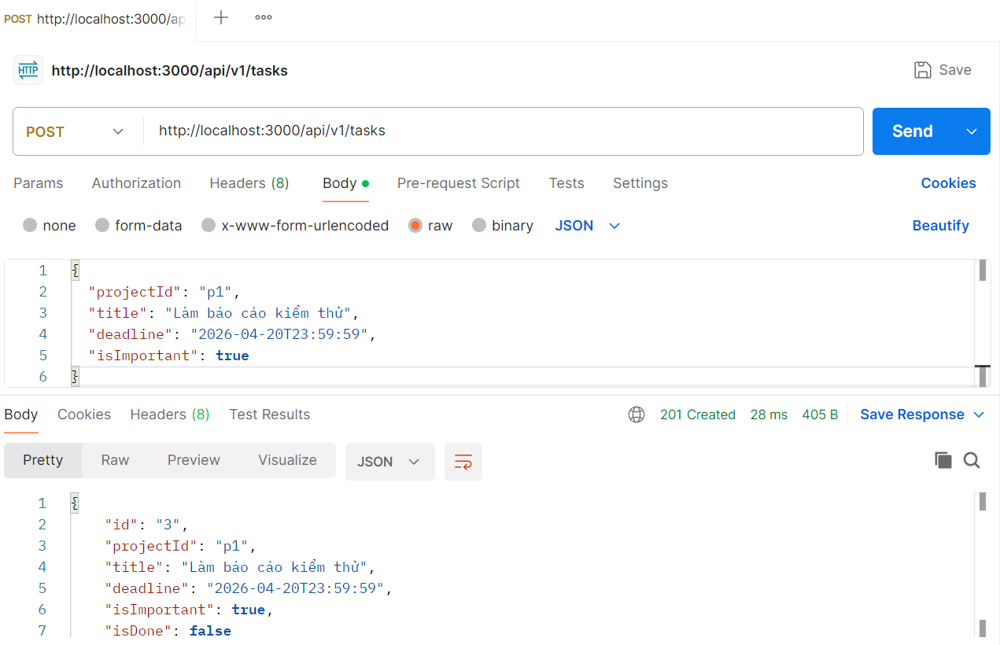 POST http://localhost:3000/ap
http://localhost:3000/api/v1/tasks Save
POST http://localhost:3000/api/v1/tasks Send
Params Authorization Headers (8) Body Pre-request Script Tests Settings Cookies
none form-data x-www-form-urlencoded raw binary JSON Beautify
1 {
2 "projectId": "p1",
3 "title": "Làm báo cáo kiểm thử",
4 "deadline": "2026-04-20T23:59:59",
5 "isImportant": true
6 }
Body Cookies Headers (8) Test Results 201 Created 28 ms 405 B Save Response
Pretty Raw Preview Visualize JSON
1 {
2 "id": "3",
3 "projectId": "p1",
4 "title": "Làm báo cáo kiểm thử",
5 "deadline": "2026-04-20T23:59:59",
6 "isImportant": true,
7 "isDone": false